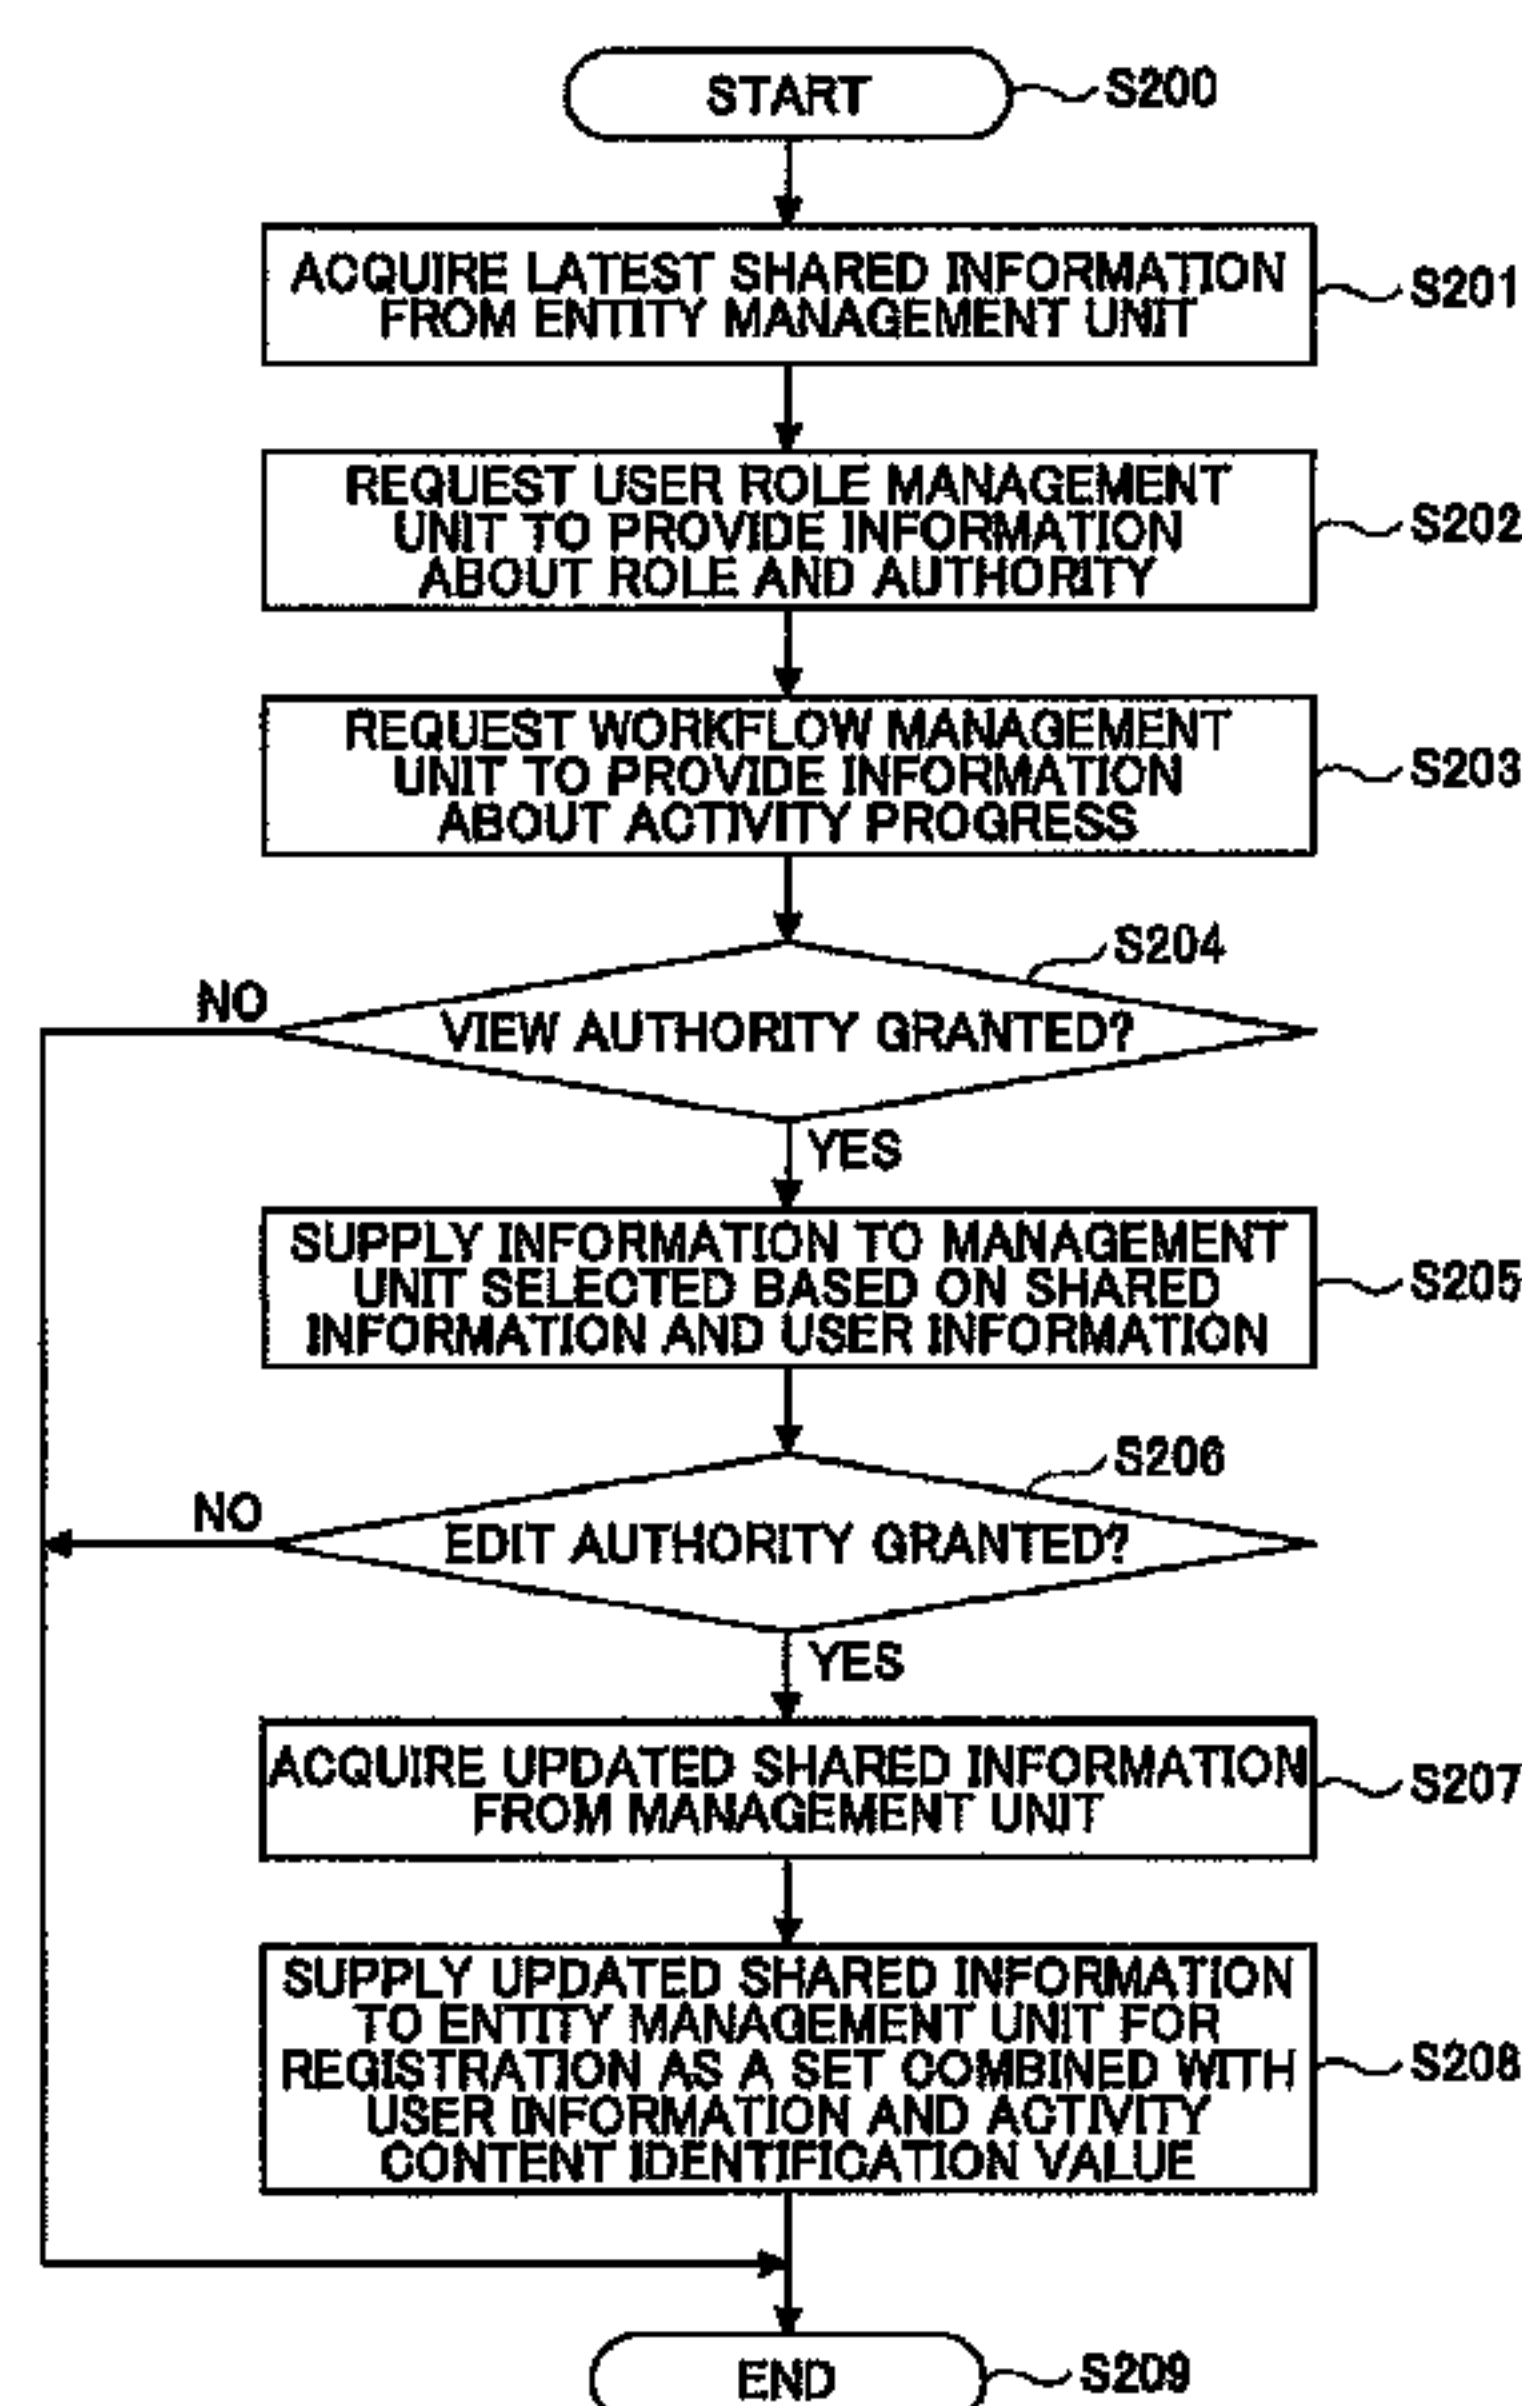 START
S200
ACQUIRE LATEST SHARED INFORMATION
FROM ENTITY MANAGEMENT UNIT
S201
REQUEST USER ROLE MANAGEMENT
UNIT TO PROVIDE INFORMATION
ABOUT ROLE AND AUTHORITY
S202
REQUEST WORKFLOW MANAGEMENT
UNIT TO PROVIDE INFORMATION
ABOUT ACTIVITY PROGRESS
S203
S204
NO
VIEW AUTHORITY GRANTED?
YES
SUPPLY INFORMATION TO MANAGEMENT
UNIT SELECTED BASED ON SHARED
INFORMATION AND USER INFORMATION
S205
S206
NO
EDIT AUTHORITY GRANTED?
YES
ACQUIRE UPDATED SHARED INFORMATION
FROM MANAGEMENT UNIT
S207
SUPPLY UPDATED SHARED INFORMATION
TO ENTITY MANAGEMENT UNIT FOR
REGISTRATION AS A SET COMBINED WITH
USER INFORMATION AND ACTIVITY
CONTENT IDENTIFICATION VALUE
S208
END
S209